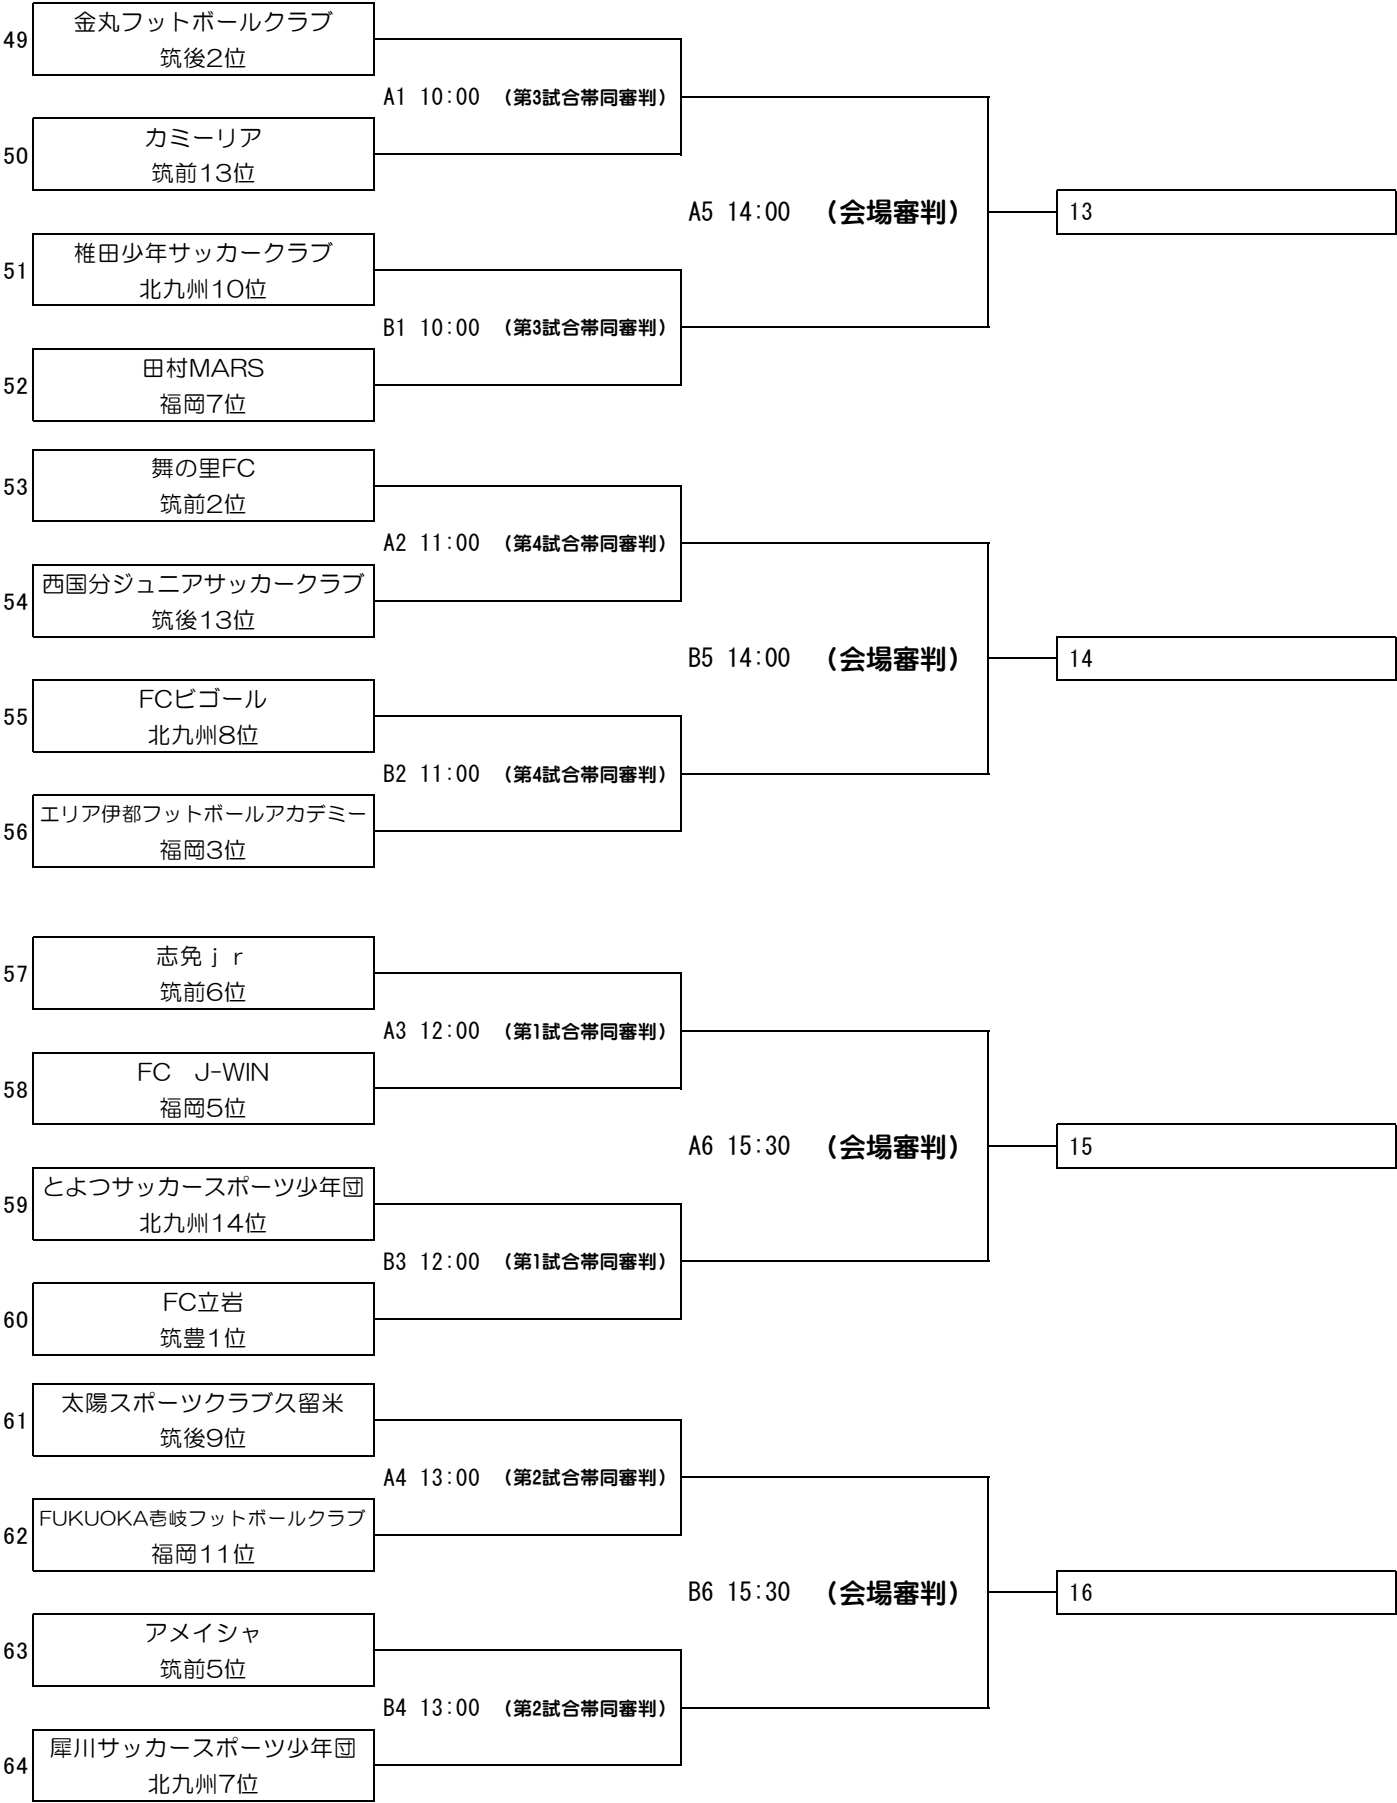 金丸フットボールクラブ
49
筑後2位
A1 10:00 （第3試合帯同審判）
カミーリア
50
筑前13位
A5 14:00 （会場審判）
13
椎田少年サッカークラブ
51
北九州10位
B1 10:00 （第3試合帯同審判）
田村MARS
52
福岡7位
舞の里FC
53
筑前2位
A2 11:00 （第4試合帯同審判）
西国分ジュニアサッカークラブ
54
筑後13位
B5 14:00 （会場審判）
14
FCビゴール
55
北九州8位
B2 11:00 （第4試合帯同審判）
エリア伊都フットボールアカデミー
56
福岡3位
志免ｊｒ
57
筑前6位
A3 12:00 （第1試合帯同審判）
FC　J-WIN
58
福岡5位
A6 15:30 （会場審判）
15
とよつサッカースポーツ少年団
59
北九州14位
B3 12:00 （第1試合帯同審判）
FC立岩
60
筑豊1位
太陽スポーツクラブ久留米
61
筑後9位
A4 13:00 （第2試合帯同審判）
FUKUOKA壱岐フットボールクラブ
62
福岡11位
B6 15:30 （会場審判）
16
アメイシャ
63
筑前5位
B4 13:00 （第2試合帯同審判）
犀川サッカースポーツ少年団
64
北九州7位